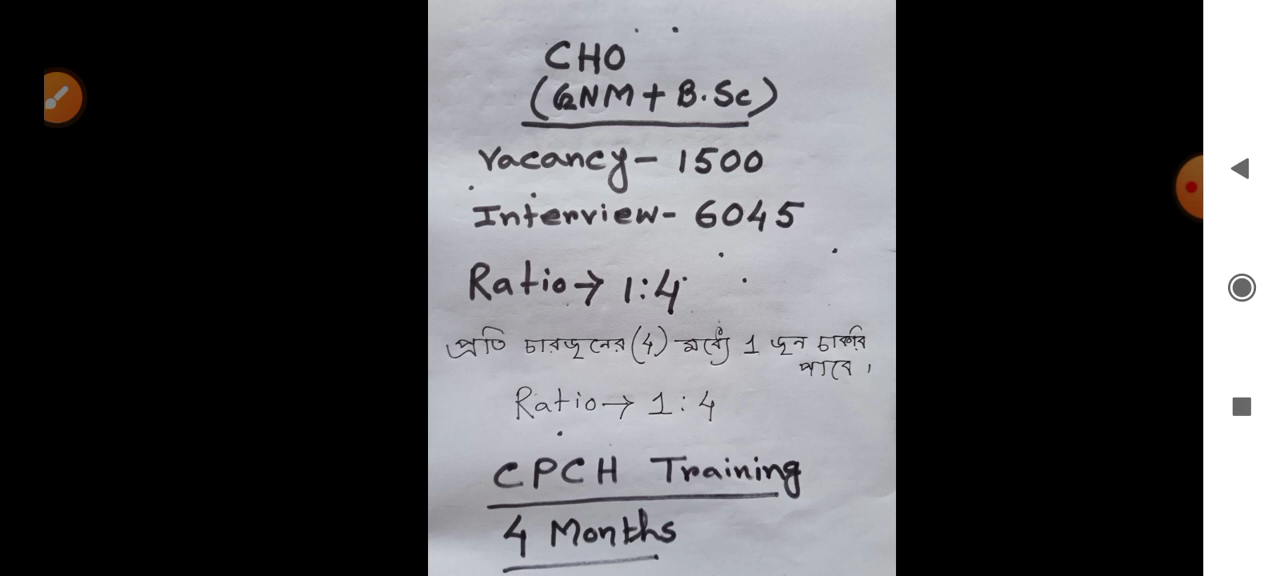 CHO
(GNM + B.Sc)
Vacancy- 1500
Interview- 6045
Ratio→ 1:4
প্রতি চারজনের (4) মধ্যে 1 জন চাকরি
পাবে।
Ratio→ 1:4
CPCH Training
4 Months